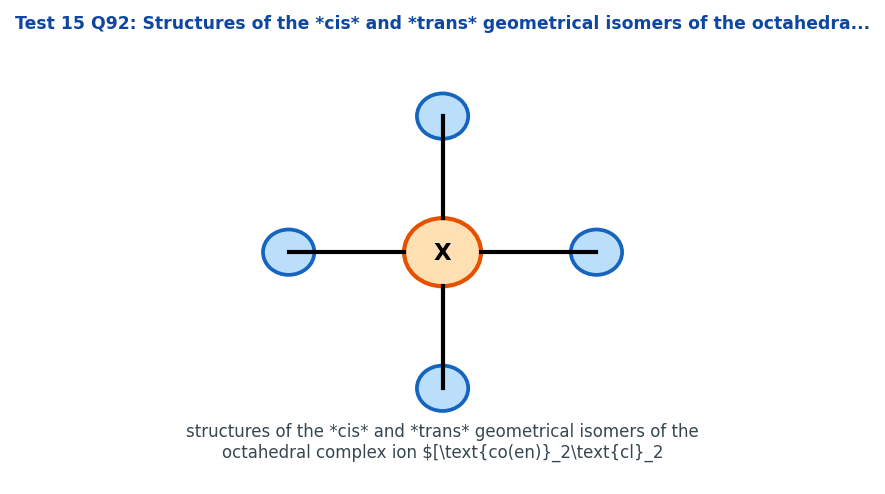 Test 15 Q92: Structures of the *cis* and *trans* geometrical isomers of the octahedra...
X
structures of the *cis* and *trans* geometrical isomers of the
octahedral complex ion $[\text{co(en)}_2\text{cl}_2